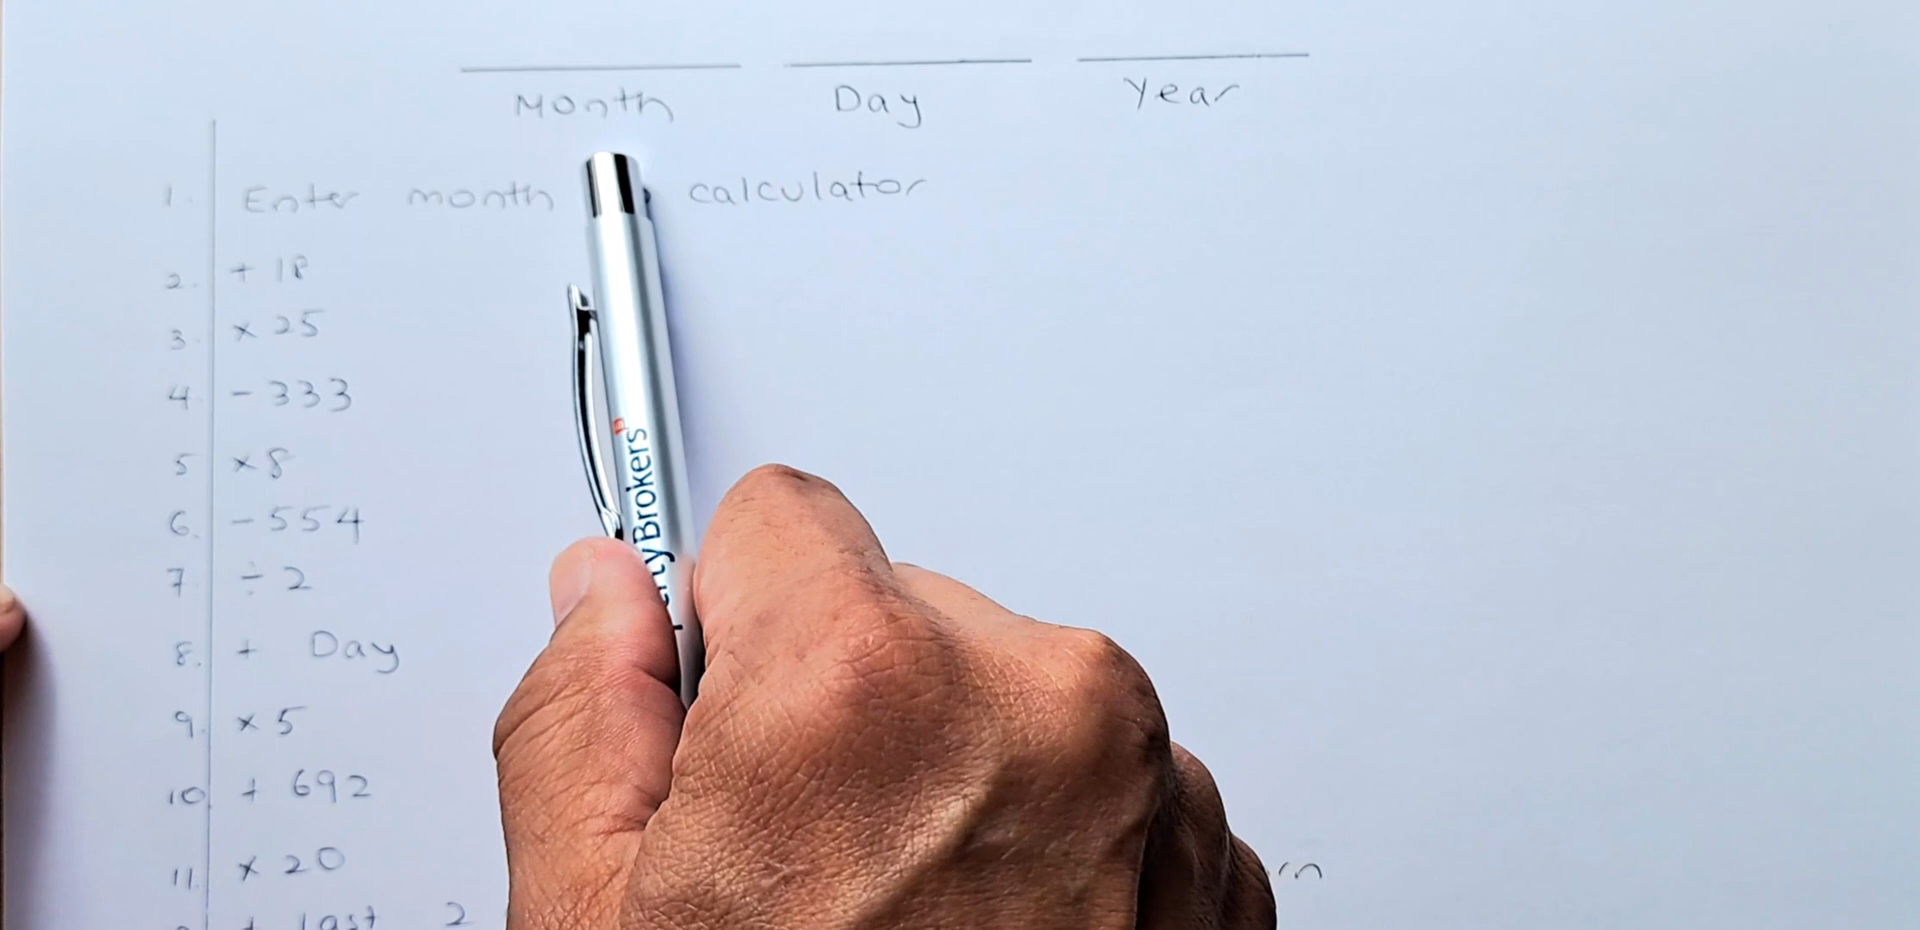 Month Day Year
1. Enter month calculator
2. + 18
3. × 25
4. - 333
5 × 8
6. - 554
7. ÷ 2
8. + Day
9. × 5
10. + 692
11. × 20
+ last 2
Brokers